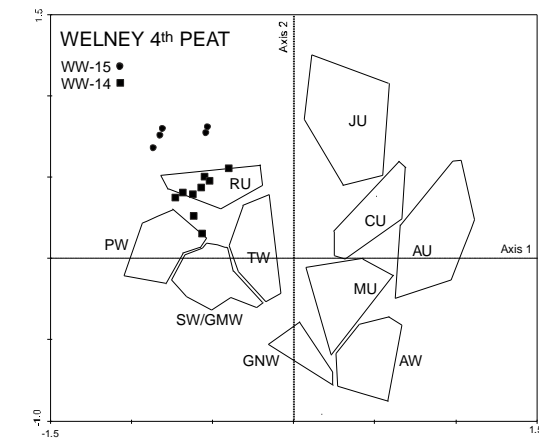 1.5
WELNEY 4th PEAT
Axis 2
WW-15
WW-14
JU
RU
CU
PW
TW
AU
Axis 1
MU
SW/GMW
GNW
AW
-1.0
-1.5
1.5